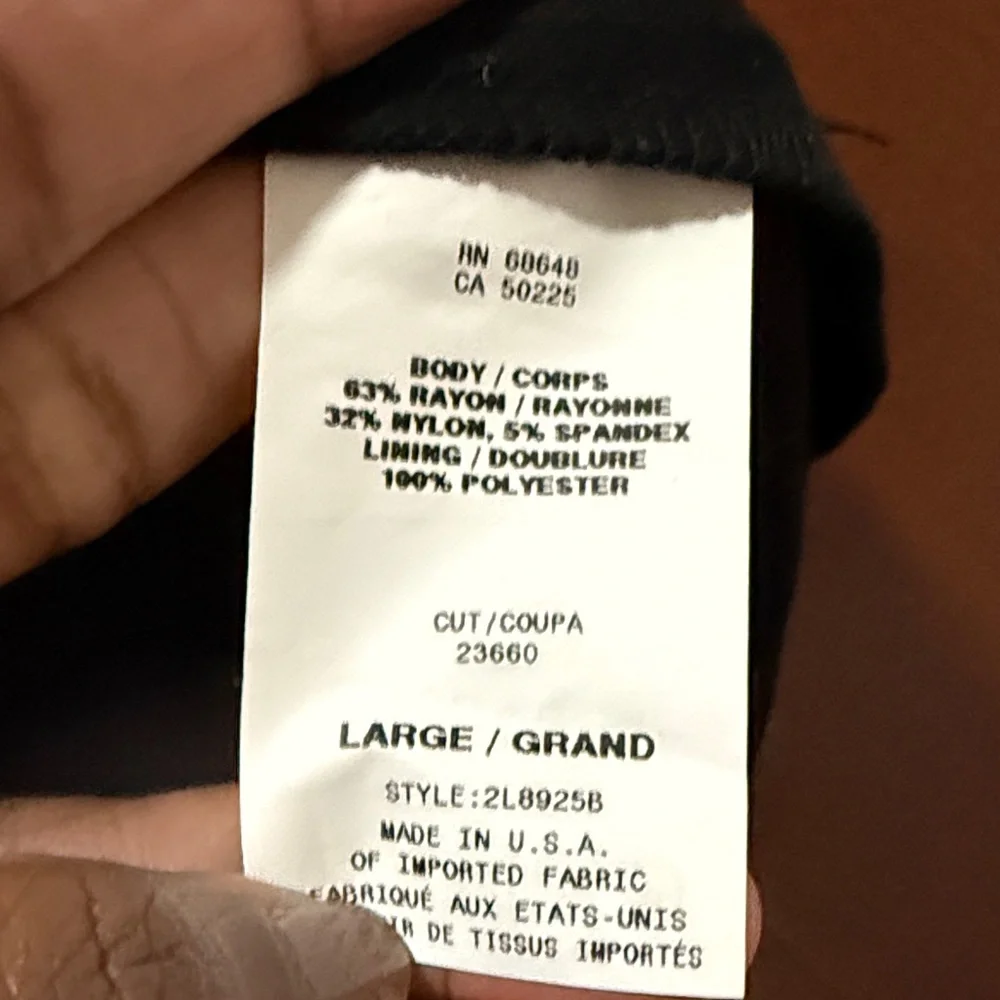 RN 60648
CA 50225
BODY / CORPS
63% RAYON / RAYONNE
32% NYLON, 5% SPANDEX
LINING / DOUBLURE
100% POLYESTER
CUT/COUPA
23660
LARGE / GRAND
STYLE:2L8925B
MADE IN U.S.A.
OF IMPORTED FABRIC
FABRIQUÉ AUX ETATS-UNIS
DE TISSUS IMPORTÉS